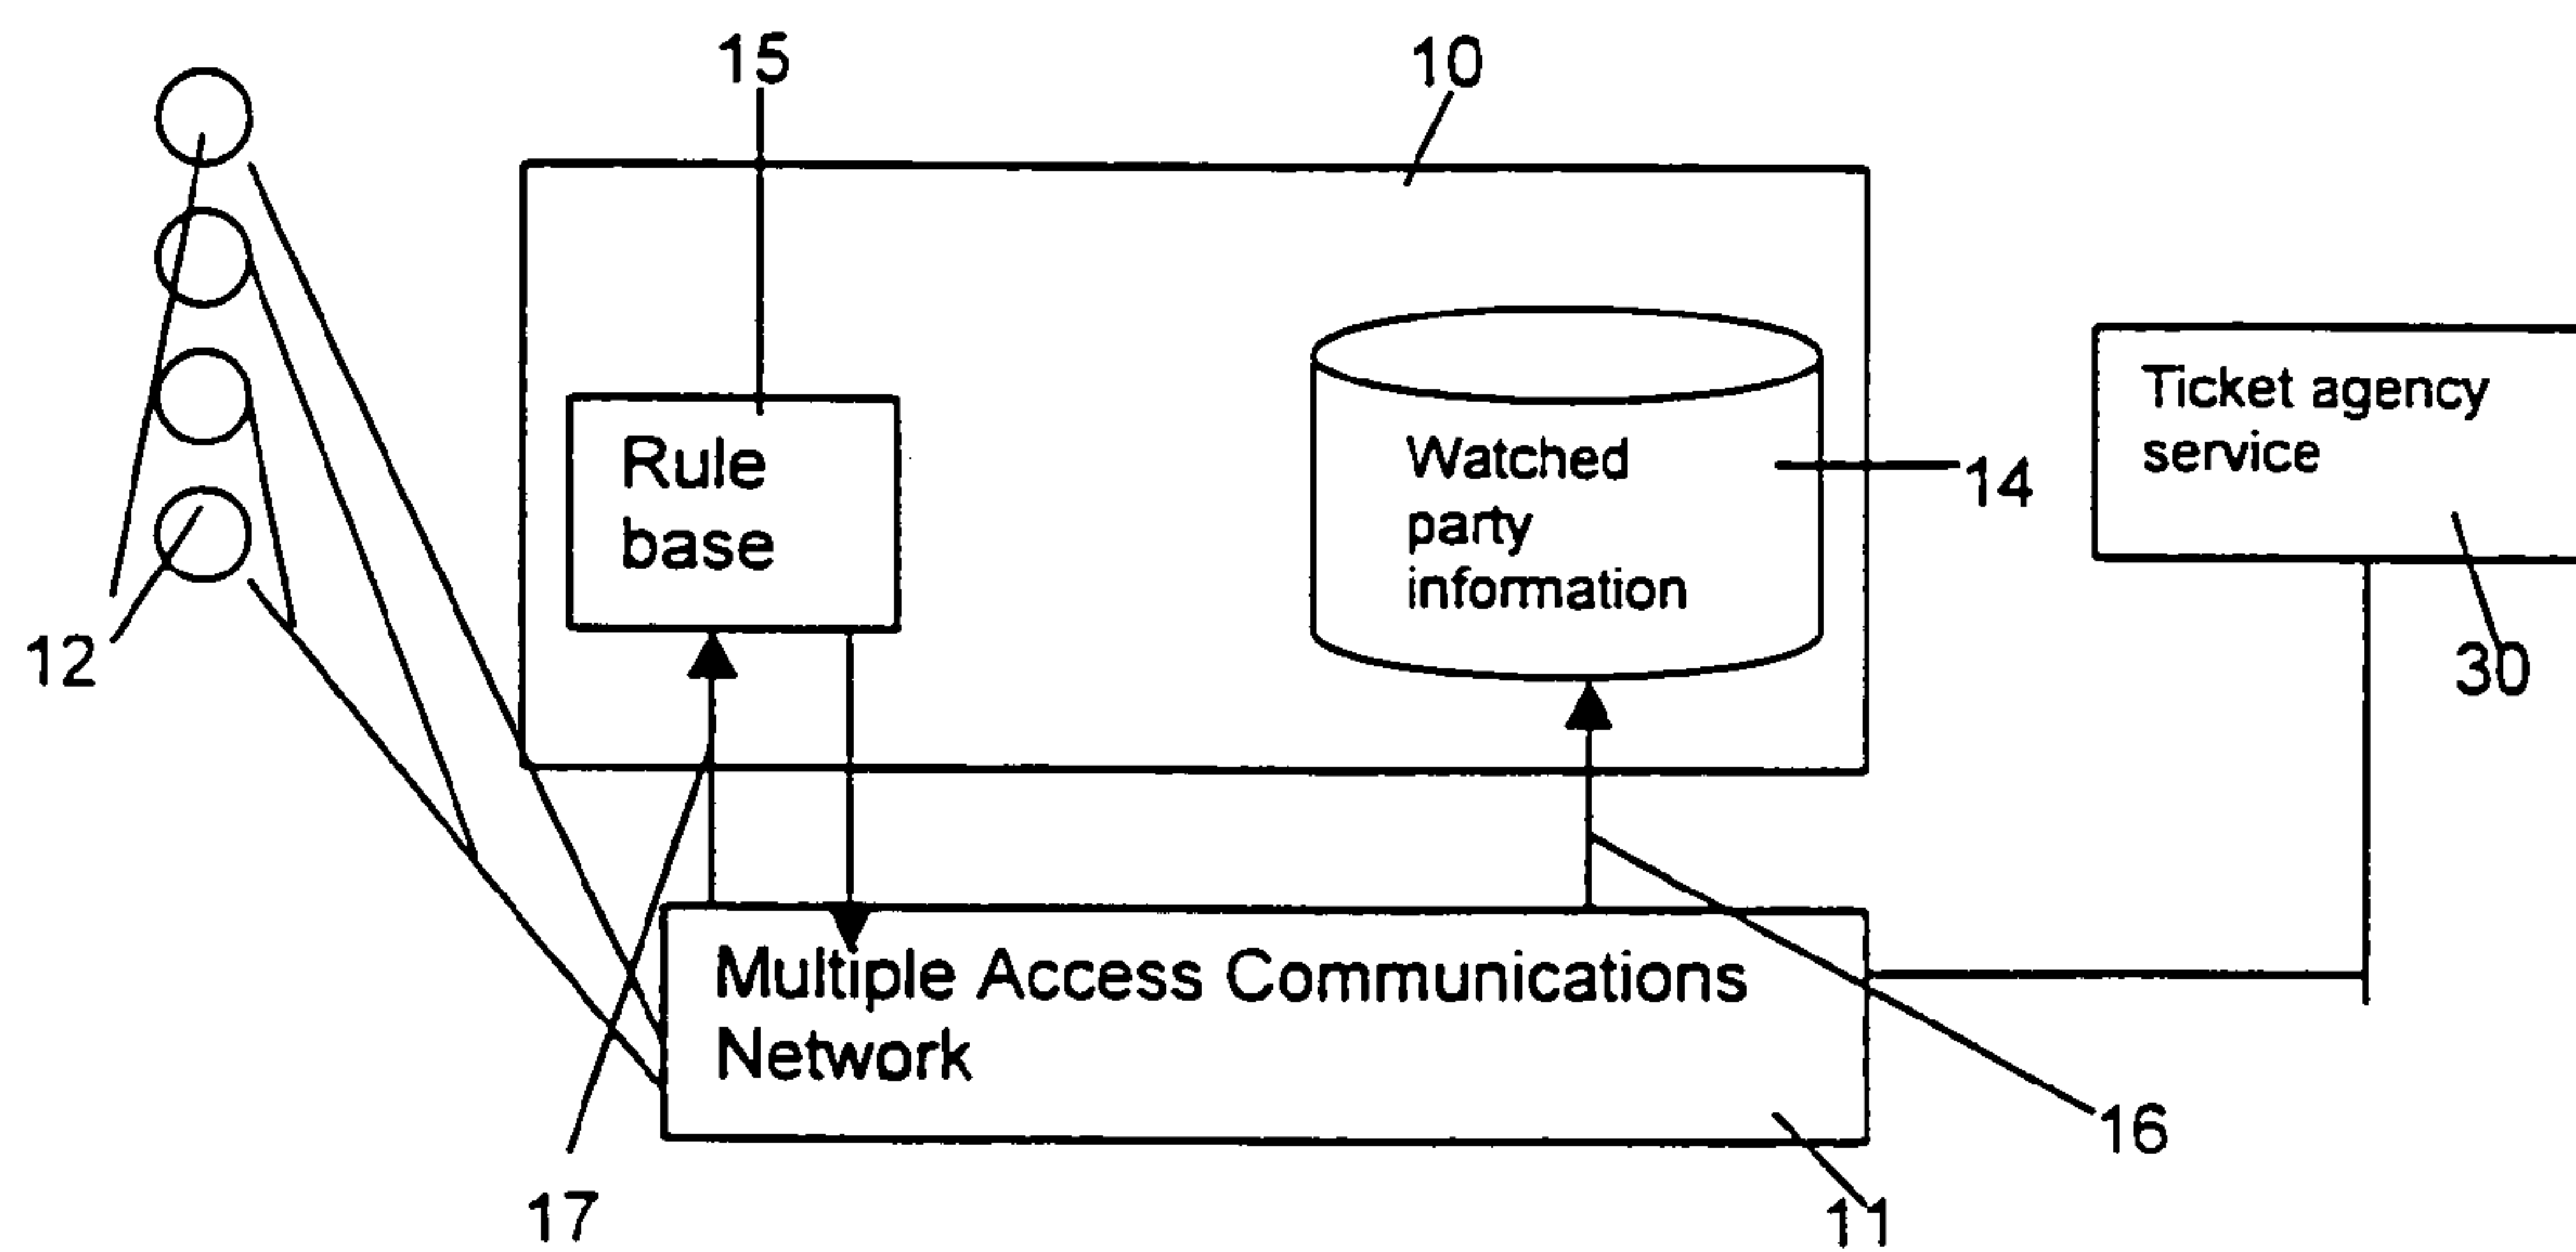 15
10
Ticket agency
service
Rule
base
Watched
party
information
14
12
30
Multiple Access Communications
Network
16
17
11